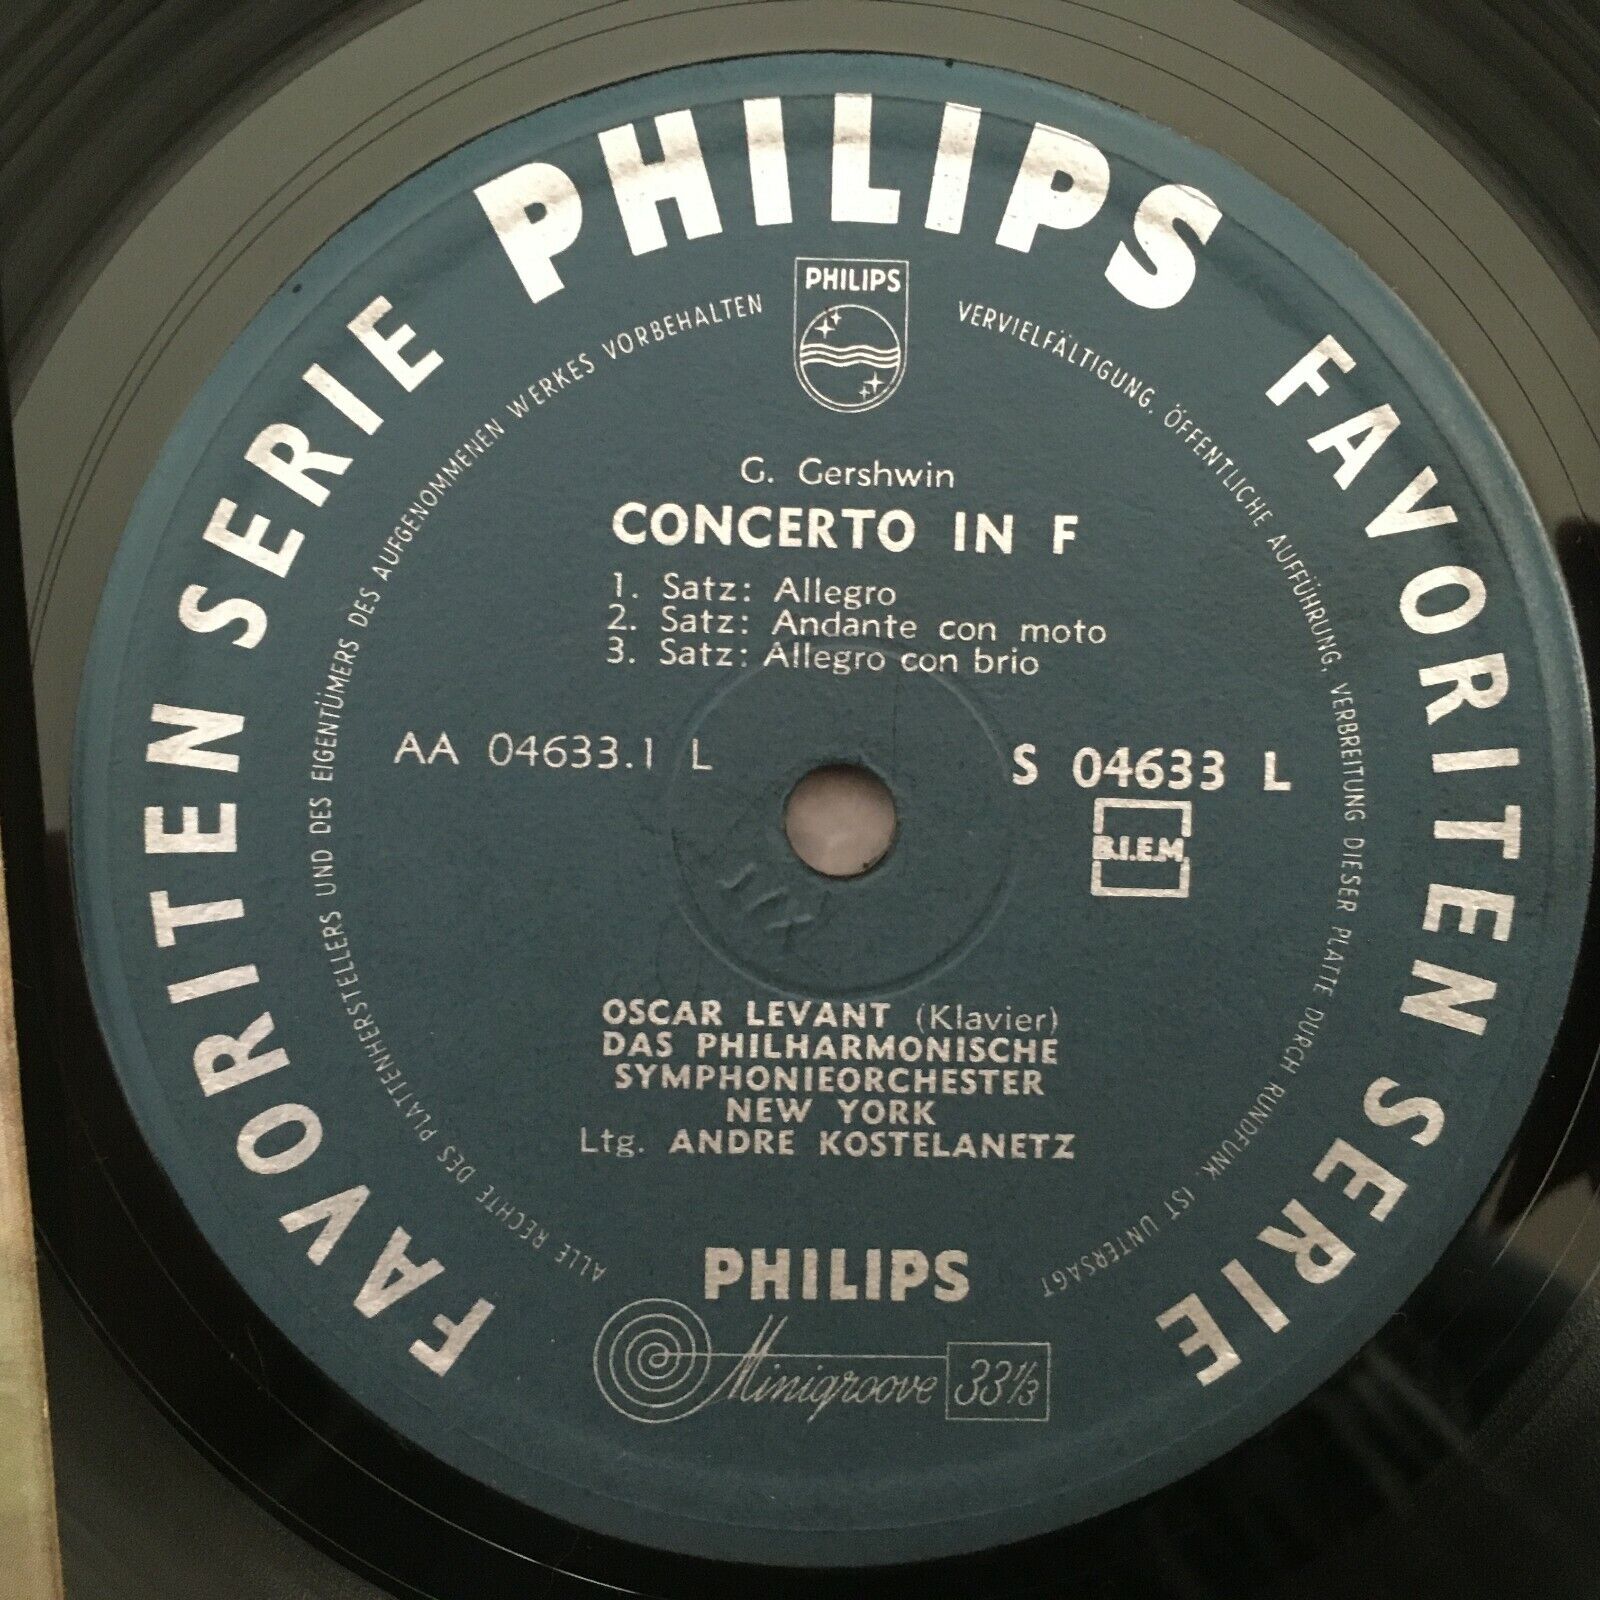 PHILIPS
FAVORITEN SERIE
FAVORITEN SERIE
ALLE RECHTE DES PLATTENHERSTELLERS UND DES EIGENTÜMERS DES AUFGENOMMENEN WERKES VORBEHALTEN
VERVIELFÄLTIGUNG, ÖFFENTLICHE AUFFÜHRUNG, VERBREITUNG DIESER PLATTE DURCH RUNDFUNK, IST UNTERSAGT
PHILIPS
G. Gershwin
CONCERTO IN F
1. Satz: Allegro
2. Satz: Andante con moto
3. Satz: Allegro con brio
AA 04633.1 L
S 04633 L
B.I.E.M.
OSCAR LEVANT (Klavier)
DAS PHILHARMONISCHE
SYMPHONIEORCHESTER
NEW YORK
Ltg. ANDRE KOSTELANETZ
PHILIPS
Minigroove 33⅓